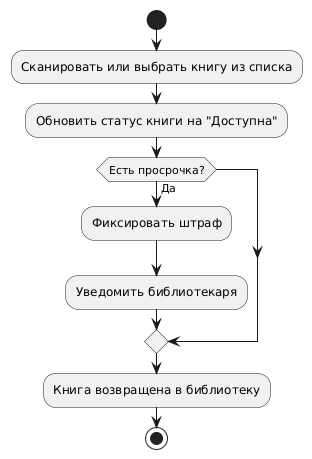 Сканировать или выбрать книгу из списка
Обновить статус книги на "Доступна"
Есть просрочка?
Да
Фиксировать штраф
Уведомить библиотекаря
Книга возвращена в библиотеку